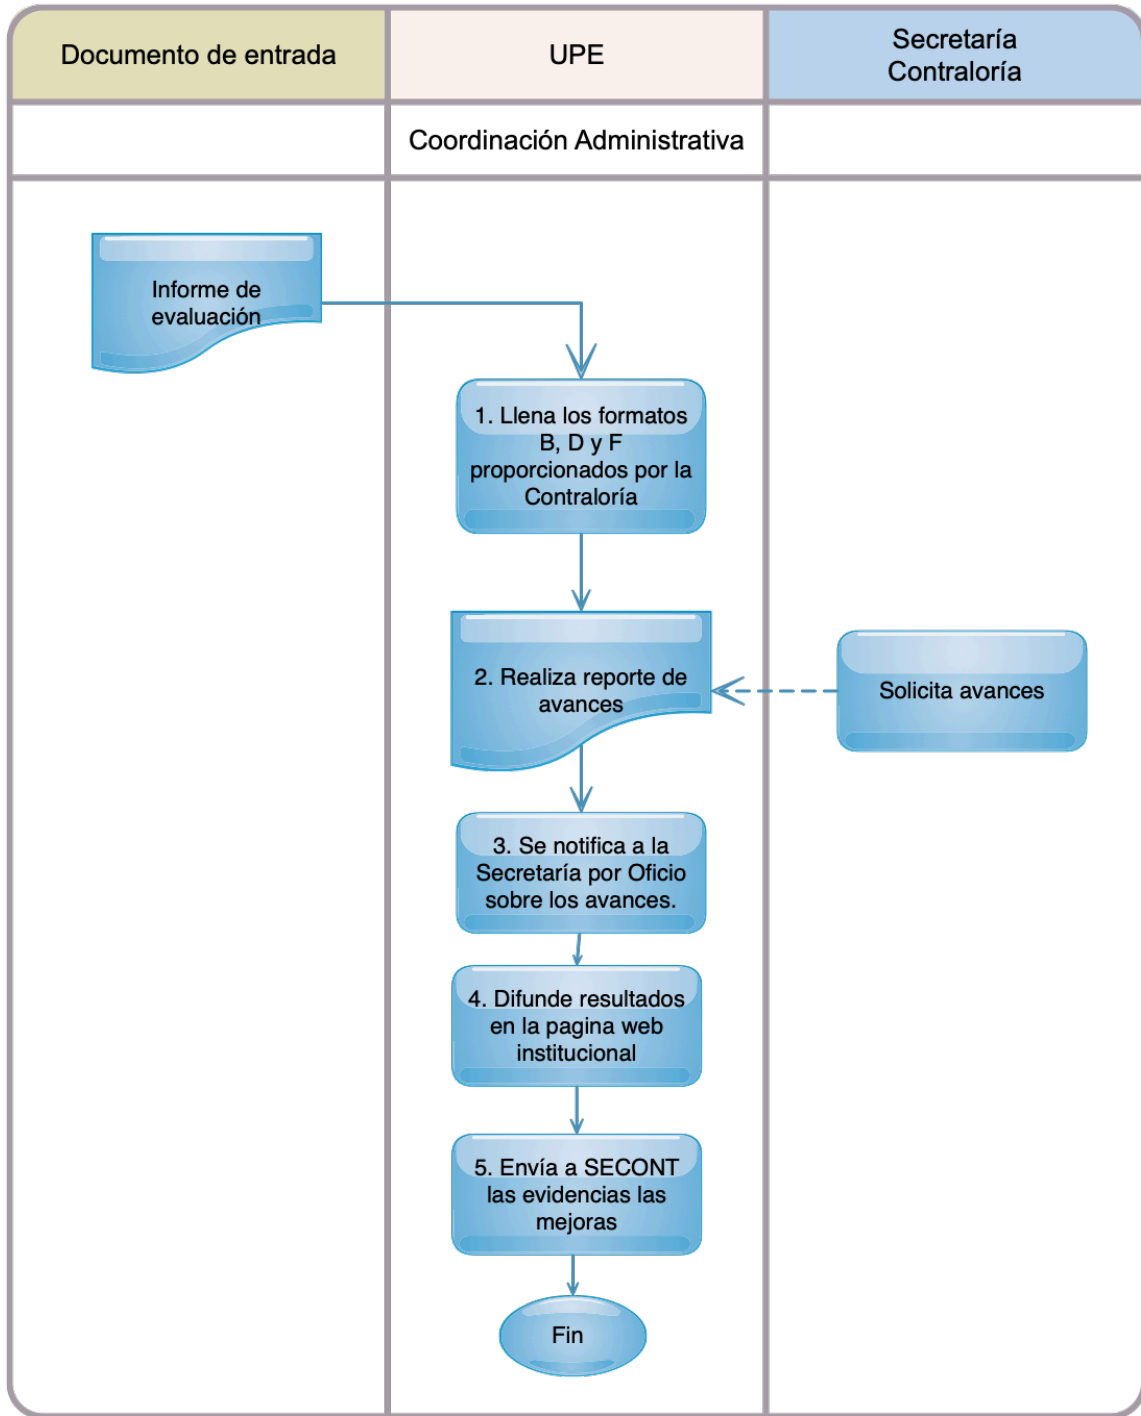 Documento de entrada
UPE
Secretaría
Contraloría
Coordinación Administrativa
Informe de
evaluación
1. Llena los formatos
B, D y F
proporcionados por la
Contraloría
2. Realiza reporte de
avances
Solicita avances
3. Se notifica a la
Secretaría por Oficio
sobre los avances.
4. Difunde resultados
en la pagina web
institucional
5. Envía a SECONT
las evidencias las
mejoras
Fin